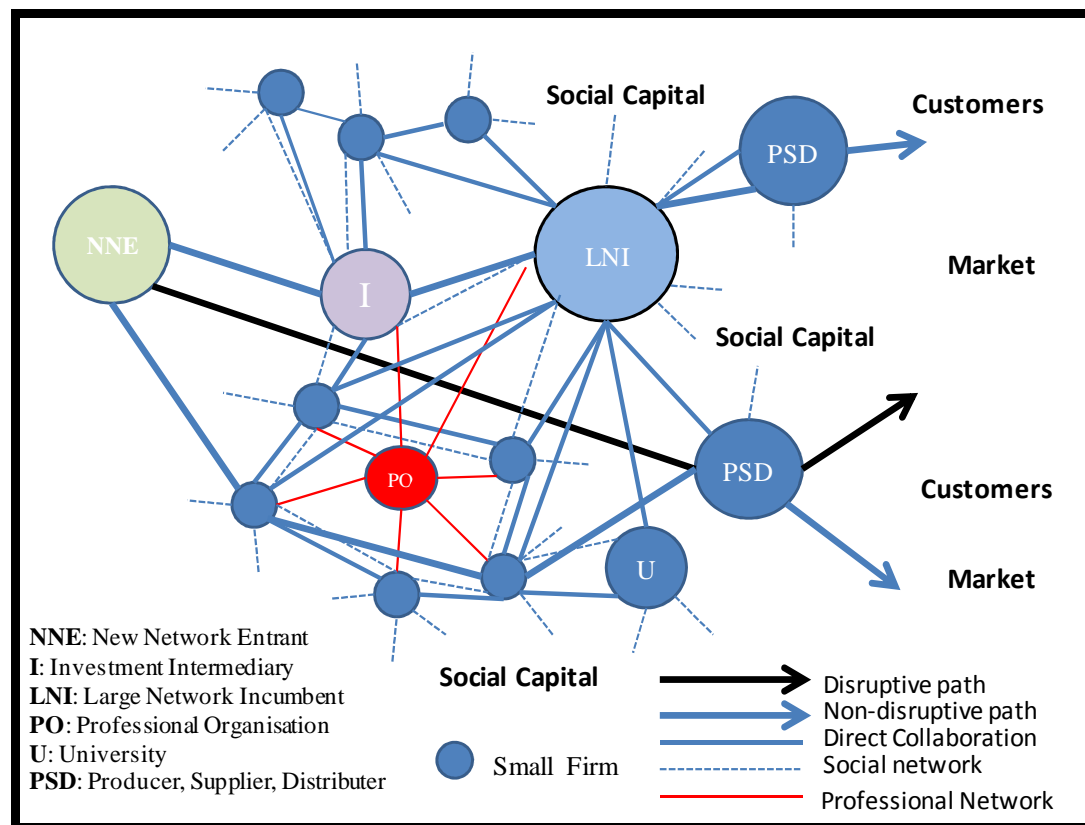 Social Capital
Customers
PSD
NNE
LNI
Market
I
Social Capital
PSD
PO
Customers
U
Market
NNE: New Network Entrant
I: Investment Intermediary
LNI: Large Network Incumbent
PO: Professional Organisation
U: University
PSD: Producer, Supplier, Distributer
Social Capital
Small Firm
Disruptive path
Non-disruptive path
Direct Collaboration
Social network
Professional Network